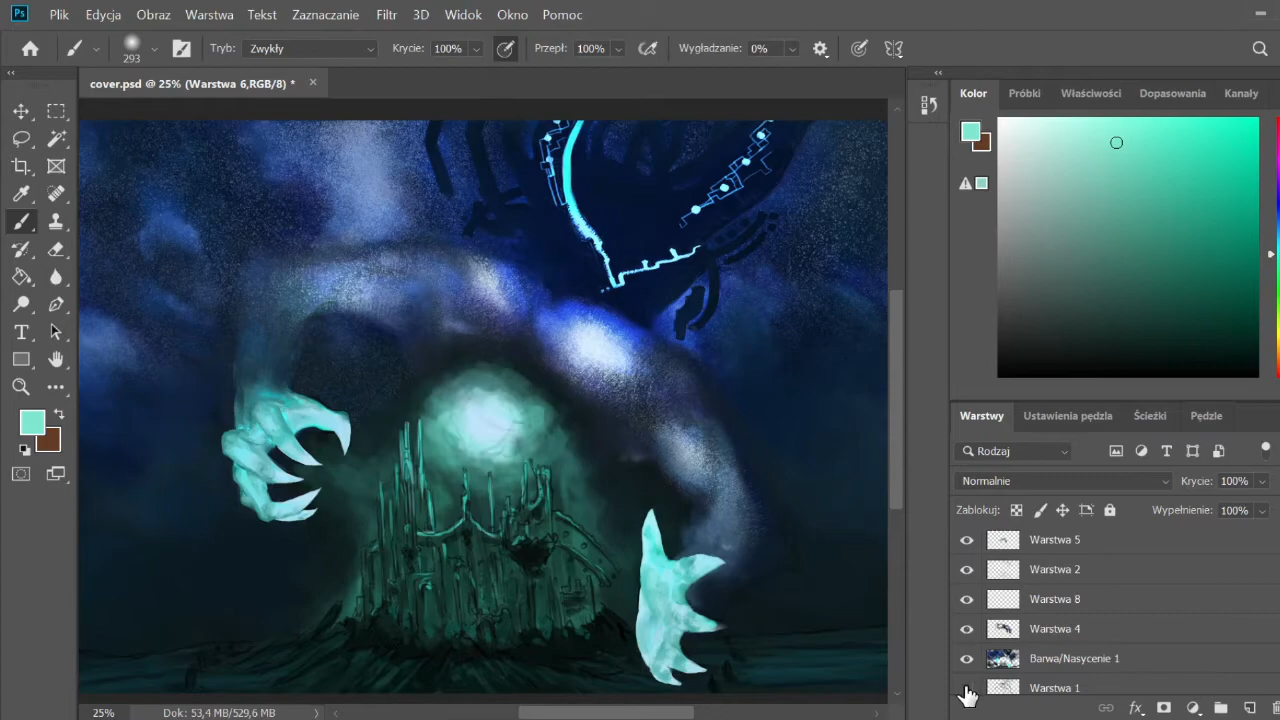 Ps Plik Edycja Obraz Warstwa Tekst Zaznaczanie Filtr 3D Widok Okno Pomoc
293 Tryb: Zwykły Krycie: 100% Przepł: 100% Wygładzanie: 0%
cover.psd @ 25% (Warstwa 6,RGB/8) *
Kolor Próbki Właściwości Dopasowania Kanały
Warstwy Ustawienia pędzla Ścieżki Pędzle
Rodzaj
Normalnie Krycie: 100%
Zablokuj: Wypełnienie: 100%
Warstwa 5
Warstwa 2
Warstwa 8
Warstwa 4
Barwa/Nasycenie 1
Warstwa 1
25% Dok: 53,4 MB/529,6 MB